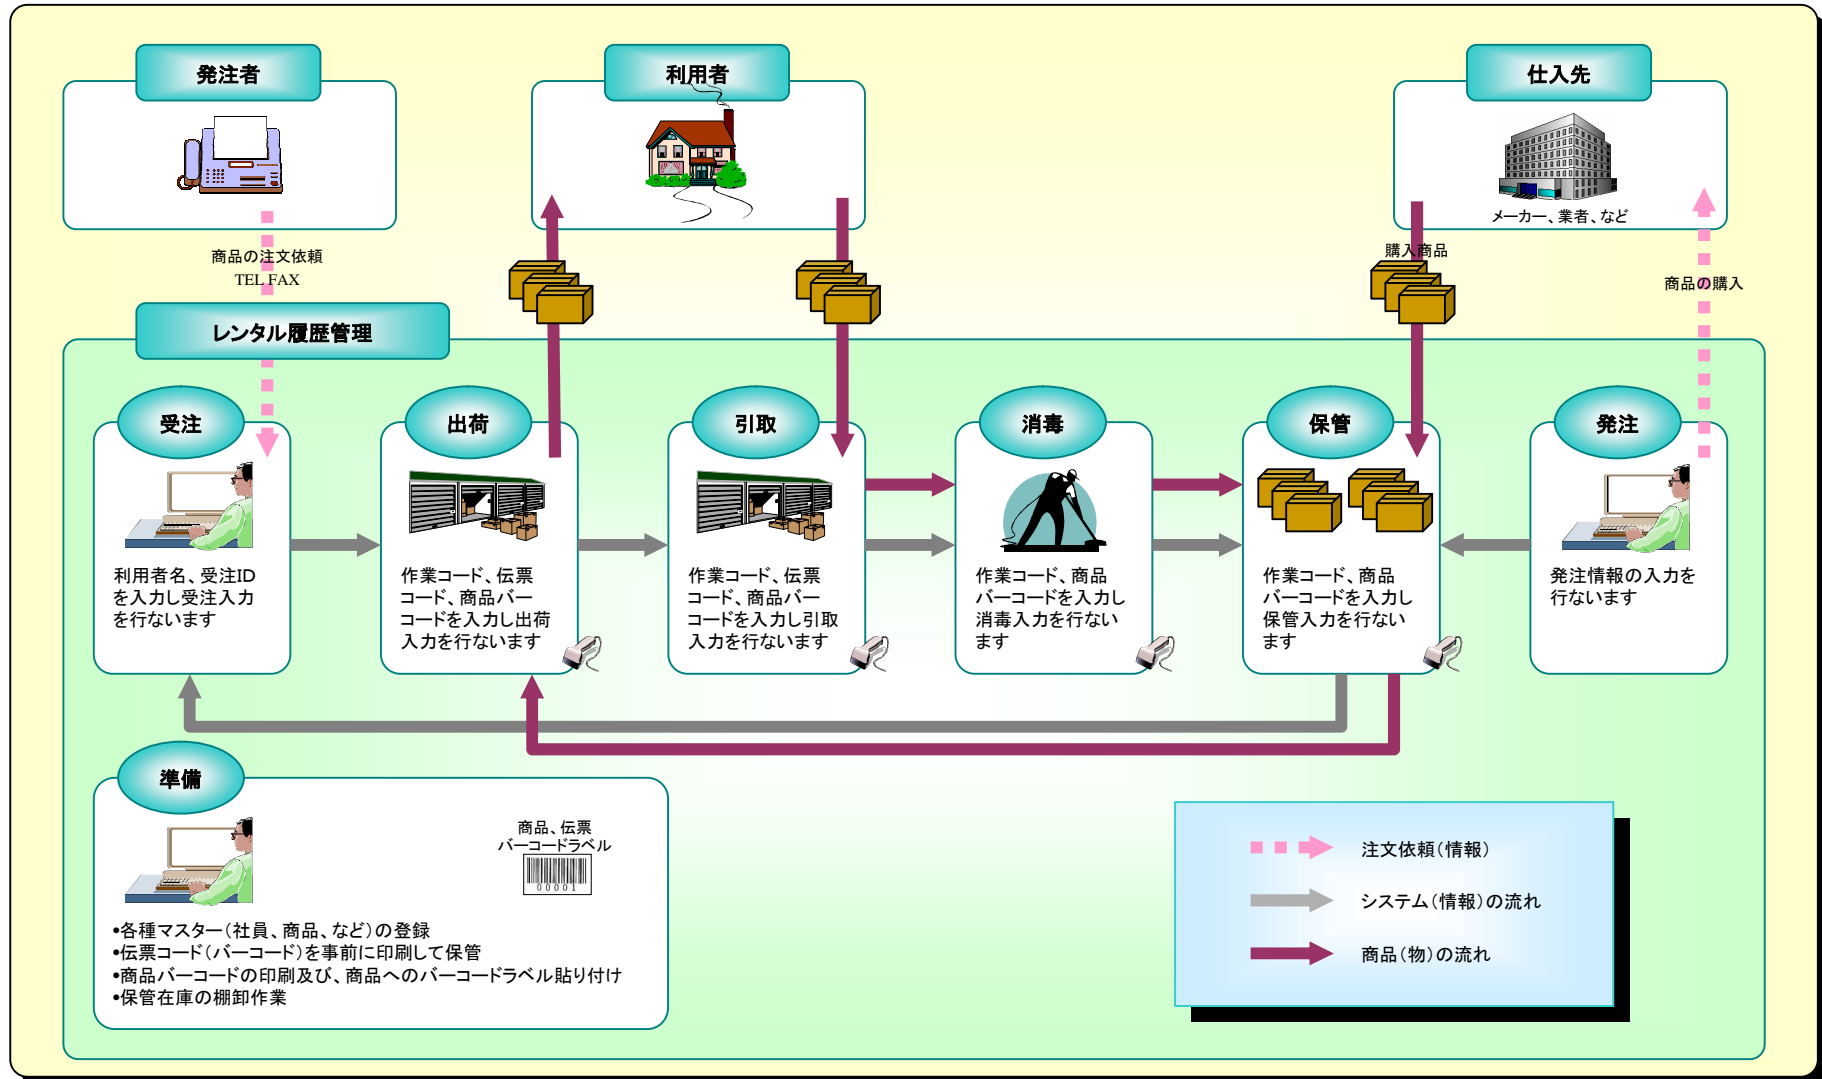 発注者
利用者
仕入先
メーカー、業者、など
商品の注文依頼
TEL FAX
購入商品
商品の購入
レンタル履歴管理
受注
利用者名、受注ID
を入力し受注入力
を行ないます
出荷
作業コード、伝票
コード、商品バー
コードを入力し出荷
入力を行ないます
引取
作業コード、伝票
コード、商品バー
コードを入力し引取
入力を行ないます
消毒
作業コード、商品
バーコードを入力し
消毒入力を行ない
ます
保管
作業コード、商品
バーコードを入力し
保管入力を行ない
ます
発注
発注情報の入力を
行ないます
準備
商品、伝票
バーコードラベル
00001
•各種マスター(社員、商品、など)の登録
•伝票コード(バーコード)を事前に印刷して保管
•商品バーコードの印刷及び、商品へのバーコードラベル貼り付け
•保管在庫の棚卸作業
注文依頼(情報)
システム(情報)の流れ
商品(物)の流れ